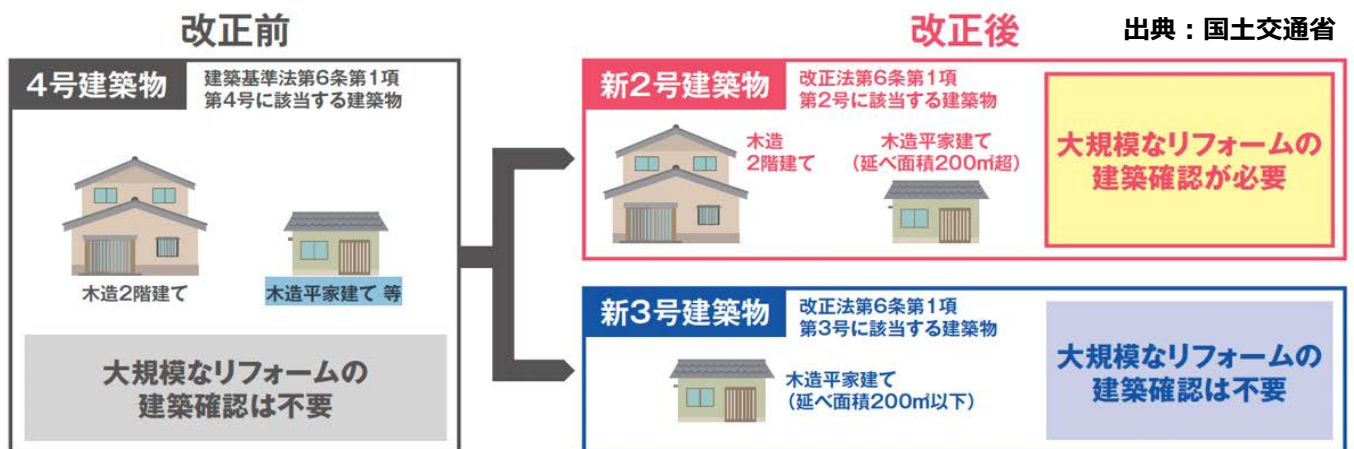 改正前
4号建築物
建築基準法第6条第1項
第4号に該当する建築物
木造2階建て
木造平家建て 等
大規模なリフォームの
建築確認は不要
改正後
出典：国土交通省
新2号建築物
改正法第6条第1項
第2号に該当する建築物
木造
2階建て
木造平家建て
（延べ面積200㎡超）
大規模なリフォームの
建築確認が必要
新3号建築物
改正法第6条第1項
第3号に該当する建築物
木造平家建て
（延べ面積200㎡以下）
大規模なリフォームの
建築確認は不要